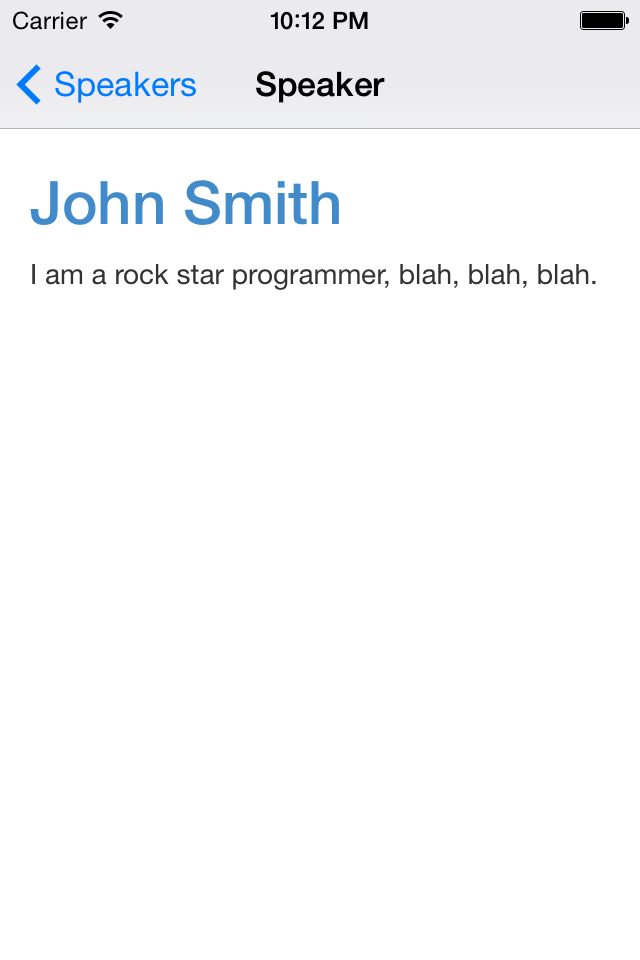 Carrier 10:12 PM
Speakers Speaker
John Smith
I am a rock star programmer, blah, blah, blah.